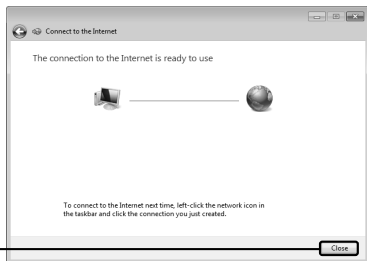 Connect to the Internet
The connection to the Internet is ready to use
To connect to the Internet next time, left-click the network icon in
the taskbar and click the connection you just created.
Close